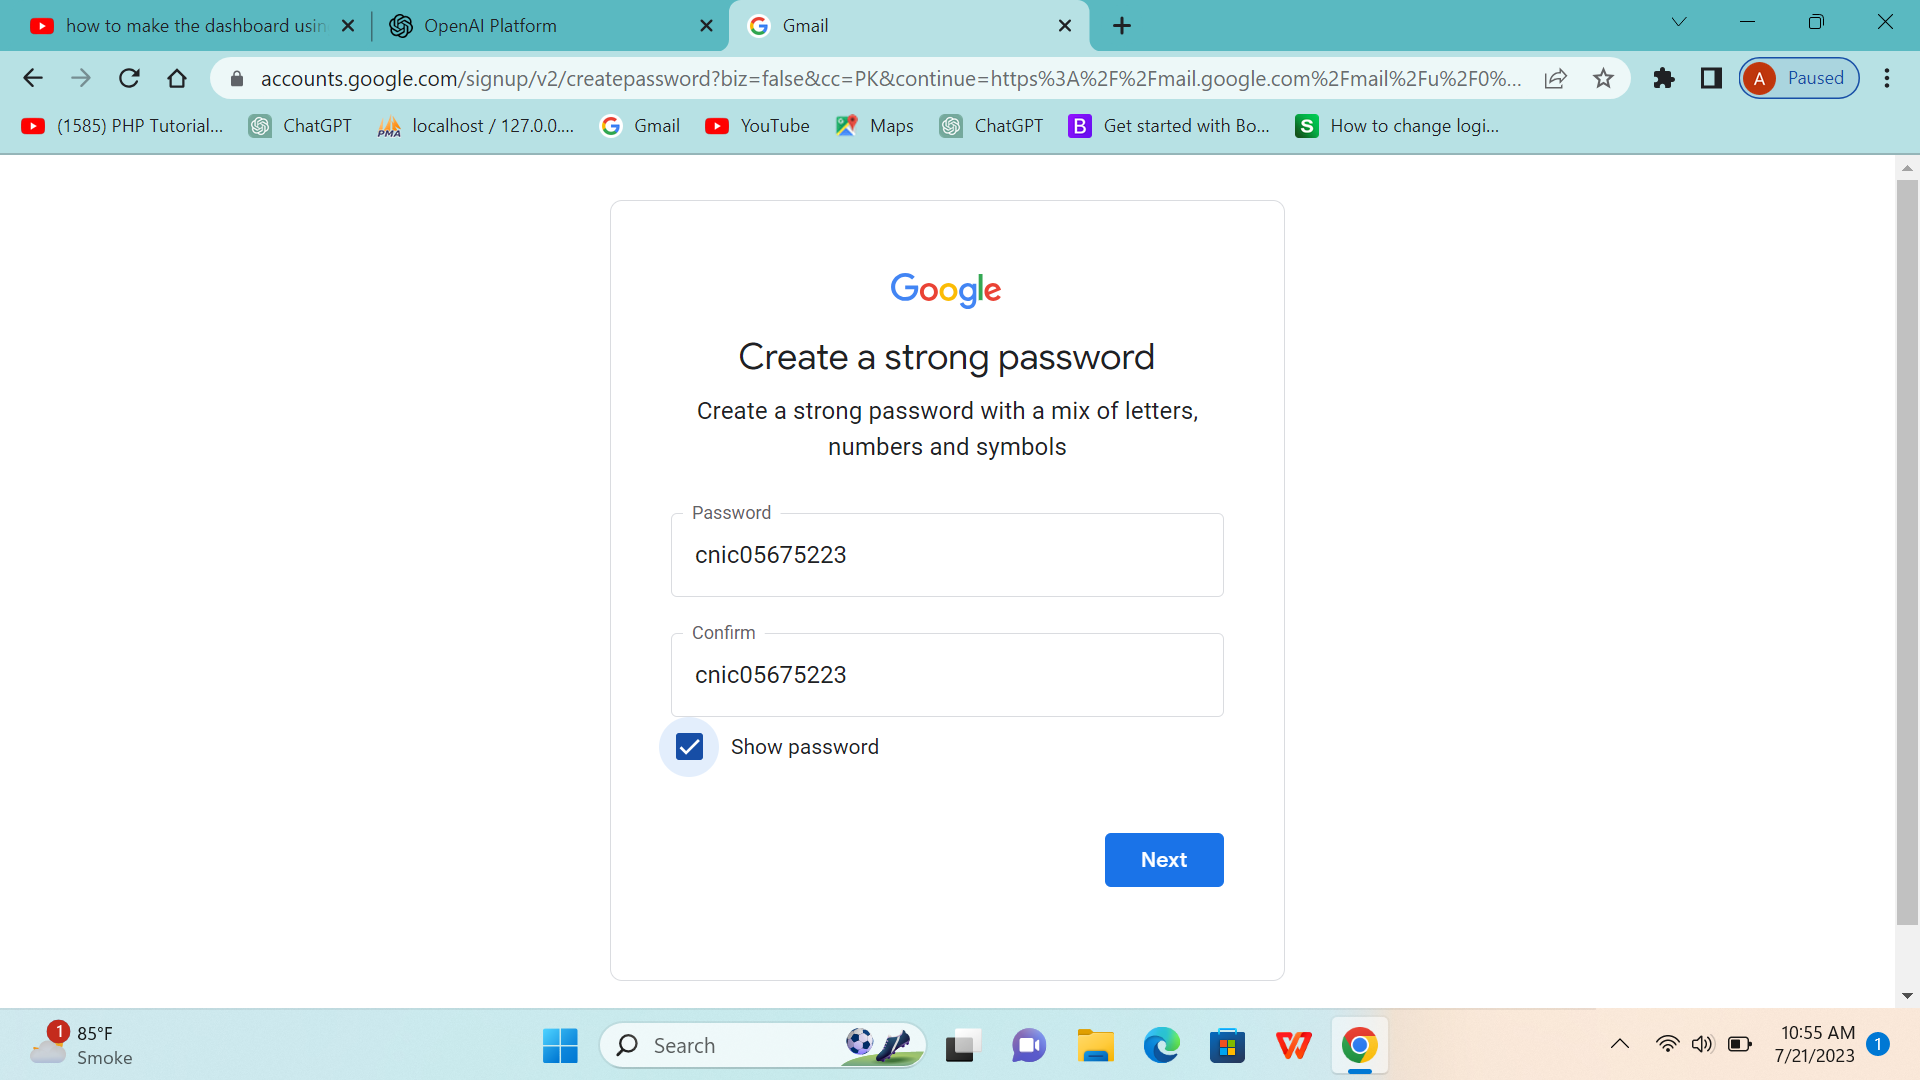 how to make the dashboard usin
OpenAI Platform
Gmail
accounts.google.com/signup/v2/createpassword?biz=false&cc=PK&continue=https%3A%2F%2Fmail.google.com%2Fmail%2Fu%2F0%...
A Paused
(1585) PHP Tutorial...
ChatGPT
PMA
localhost / 127.0.0....
Gmail
YouTube
Maps
ChatGPT
B
Get started with Bo...
S
How to change logi...
Google
Create a strong password
Create a strong password with a mix of letters,
numbers and symbols
Password
cnic05675223
Confirm
cnic05675223
Show password
Next
1
85°F
Smoke
Search
10:55 AM
7/21/2023
1